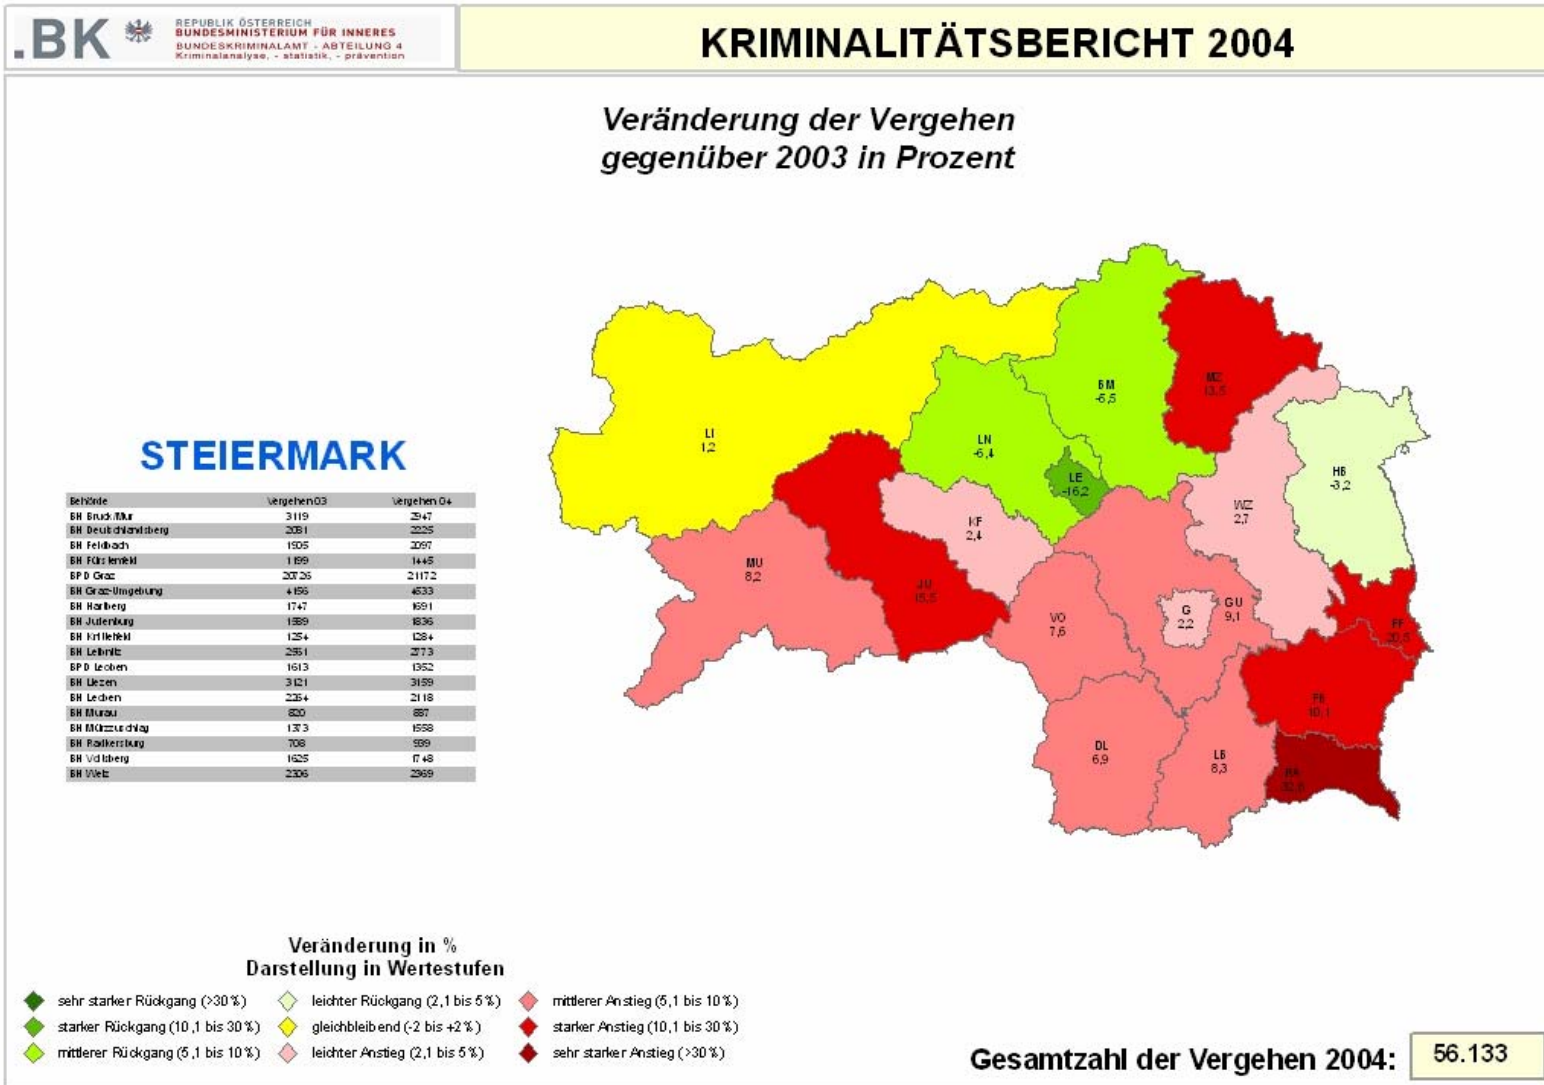 .BK
REPUBLIK ÖSTERREICH
BUNDESMINISTERIUM FÜR INNERES
BUNDESKRIMINALAMT - ABTEILUNG 4
Kriminalanalyse, - statistik, - prävention
KRIMINALITÄTSBERICHT 2004
Veränderung der Vergehen
gegenüber 2003 in Prozent
STEIERMARK
Behörde Vergehen 03 Vergehen 04
BH Bruck/Mur 3119 2947
BH Deutschlandsberg 2081 2225
BH Feldbach 1905 2097
BH Fürstenfeld 1199 1445
BPD Graz 20726 21172
BH Graz-Umgebung 4156 4533
BH Hartberg 1747 1691
BH Judenburg 1589 1836
BH Knittelfeld 1254 1284
BH Leibnitz 2561 2773
BPD Leoben 1613 1352
BH Liezen 3121 3159
BH Leoben 2264 2118
BH Murau 820 887
BH Mürzzuschlag 1373 1558
BH Radkersburg 708 939
BH Voitsberg 1625 1748
BH Weiz 2306 2369
BM
-5,5
MZ
13,5
LI
1,2
LN
-6,4
LE
-16,2
HB
-3,2
WZ
2,7
KF
2,4
MU
8,2
JU
15,5
VO
7,6
G
2,2
GU
9,1
FF
20,5
FB
10,1
DL
6,9
LB
8,3
RA
32,6
Veränderung in %
Darstellung in Wertestufen
sehr starker Rückgang (>30%)
starker Rückgang (10,1 bis 30%)
mittlerer Rückgang (5,1 bis 10%)
leichter Rückgang (2,1 bis 5%)
gleichbleibend (-2 bis +2%)
leichter Anstieg (2,1 bis 5%)
mittlerer Anstieg (5,1 bis 10%)
starker Anstieg (10,1 bis 30%)
sehr starker Anstieg (>30%)
Gesamtzahl der Vergehen 2004: 56.133